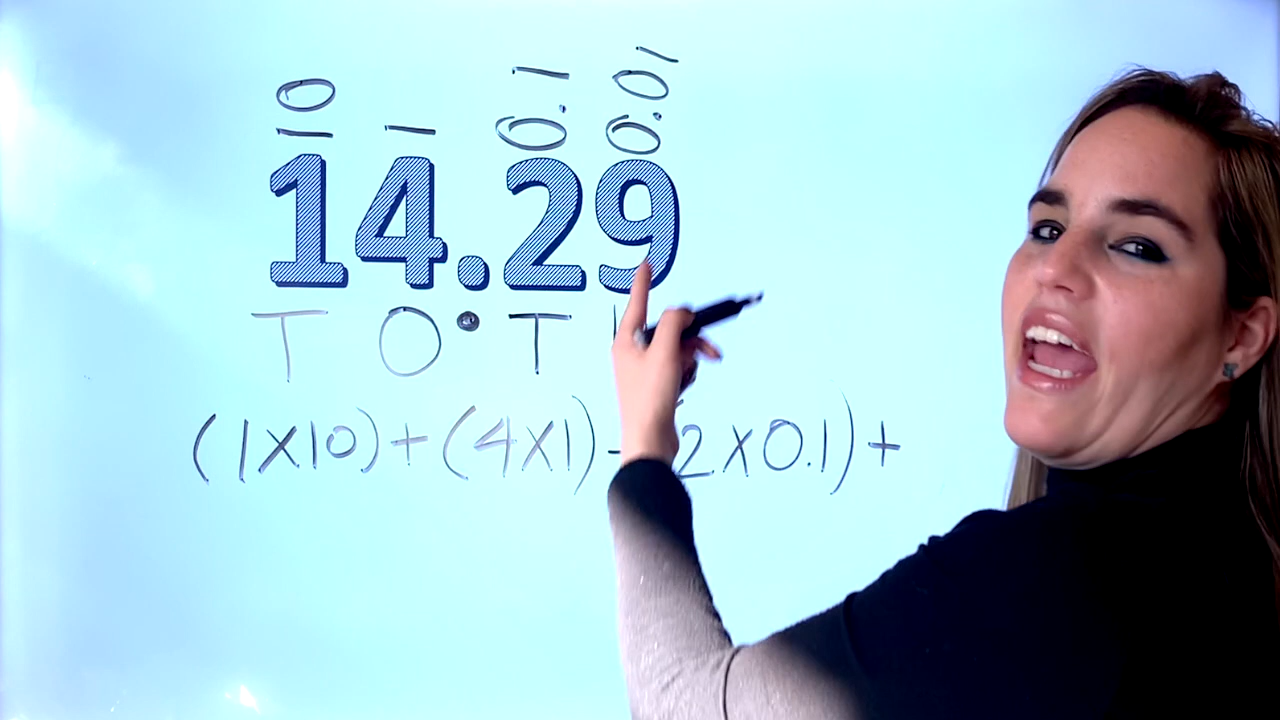 10 1 0.1 0.01
14.29
T O . T
(1X10)+(4X1) (2X0.1)+